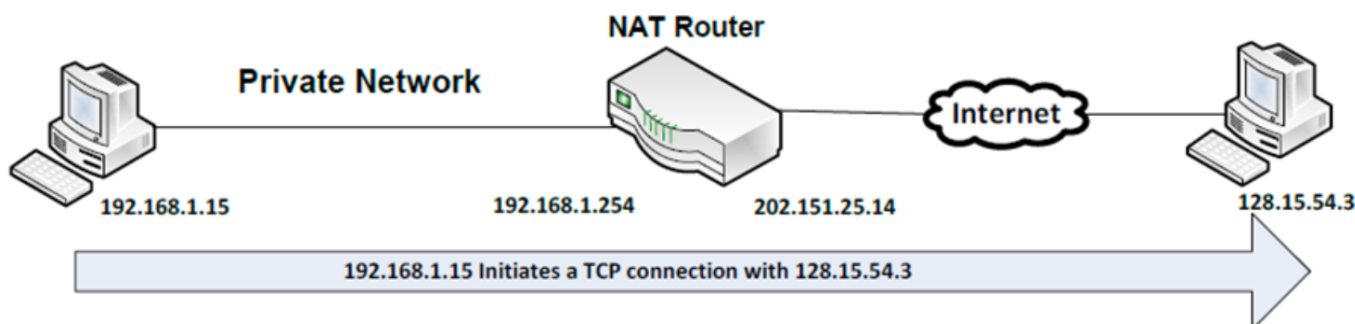 NAT Router
Private Network
Internet
192.168.1.15
192.168.1.254
202.151.25.14
128.15.54.3
192.168.1.15 Initiates a TCP connection with 128.15.54.3